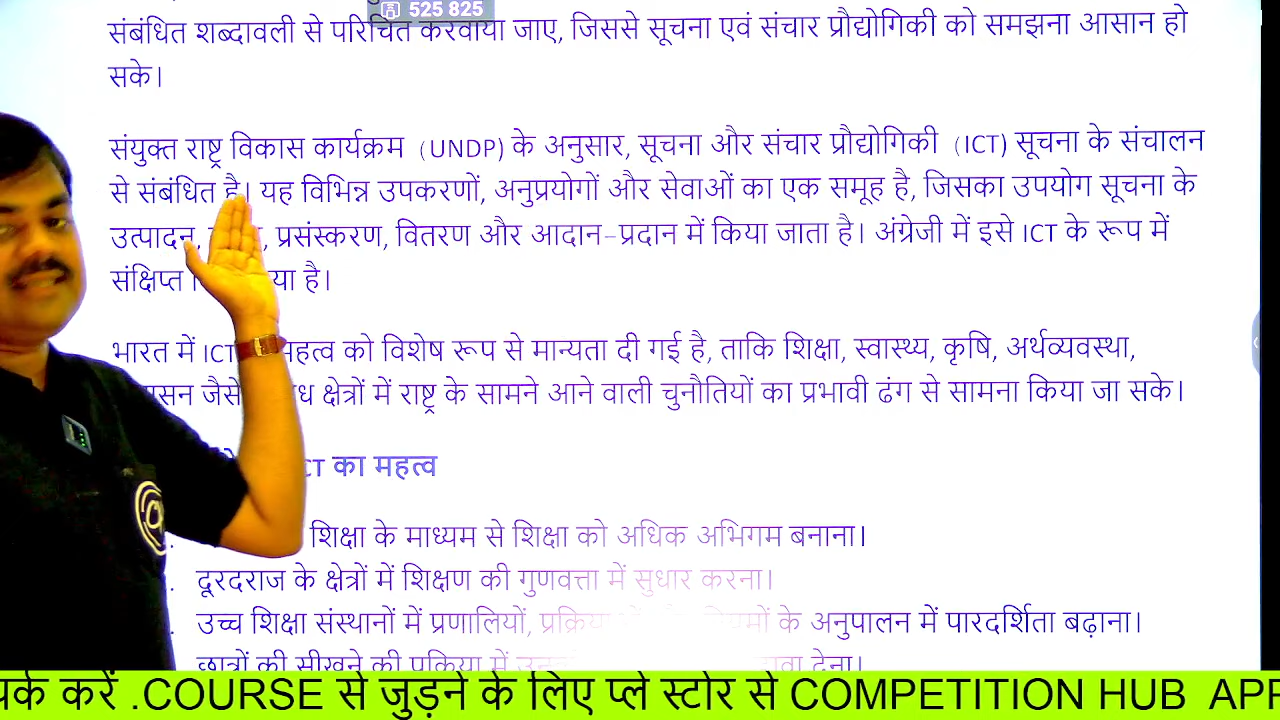 525 825
संबंधित शब्दावली से परिचित करवाया जाए, जिससे सूचना एवं संचार प्रौद्योगिकी को समझना आसान हो
सके।
संयुक्त राष्ट्र विकास कार्यक्रम (UNDP) के अनुसार, सूचना और संचार प्रौद्योगिकी (ICT) सूचना के संचालन
से संबंधित है। यह विभिन्न उपकरणों, अनुप्रयोगों और सेवाओं का एक समूह है, जिसका उपयोग सूचना के
उत्पादन, प्रसंस्करण, वितरण और आदान-प्रदान में किया जाता है। अंग्रेजी में इसे ICT के रूप में
संक्षिप्त है।
भारत में ICT महत्व को विशेष रूप से मान्यता दी गई है, ताकि शिक्षा, स्वास्थ्य, कृषि, अर्थव्यवस्था,
जैसे क्षेत्रों में राष्ट्र के सामने आने वाली चुनौतियों का प्रभावी ढंग से सामना किया जा सके।
का महत्व
शिक्षा के माध्यम से शिक्षा को अधिक अभिगम बनाना।
दूरदराज के क्षेत्रों में शिक्षण की गुणवत्ता में सुधार करना।
उच्च शिक्षा संस्थानों में प्रणालियों, के अनुपालन में पारदर्शिता बढ़ाना।
छात्रों की सीखने की प्रक्रिया में देना।
करें .COURSE से जुड़ने के लिए प्ले स्टोर से COMPETITION HUB